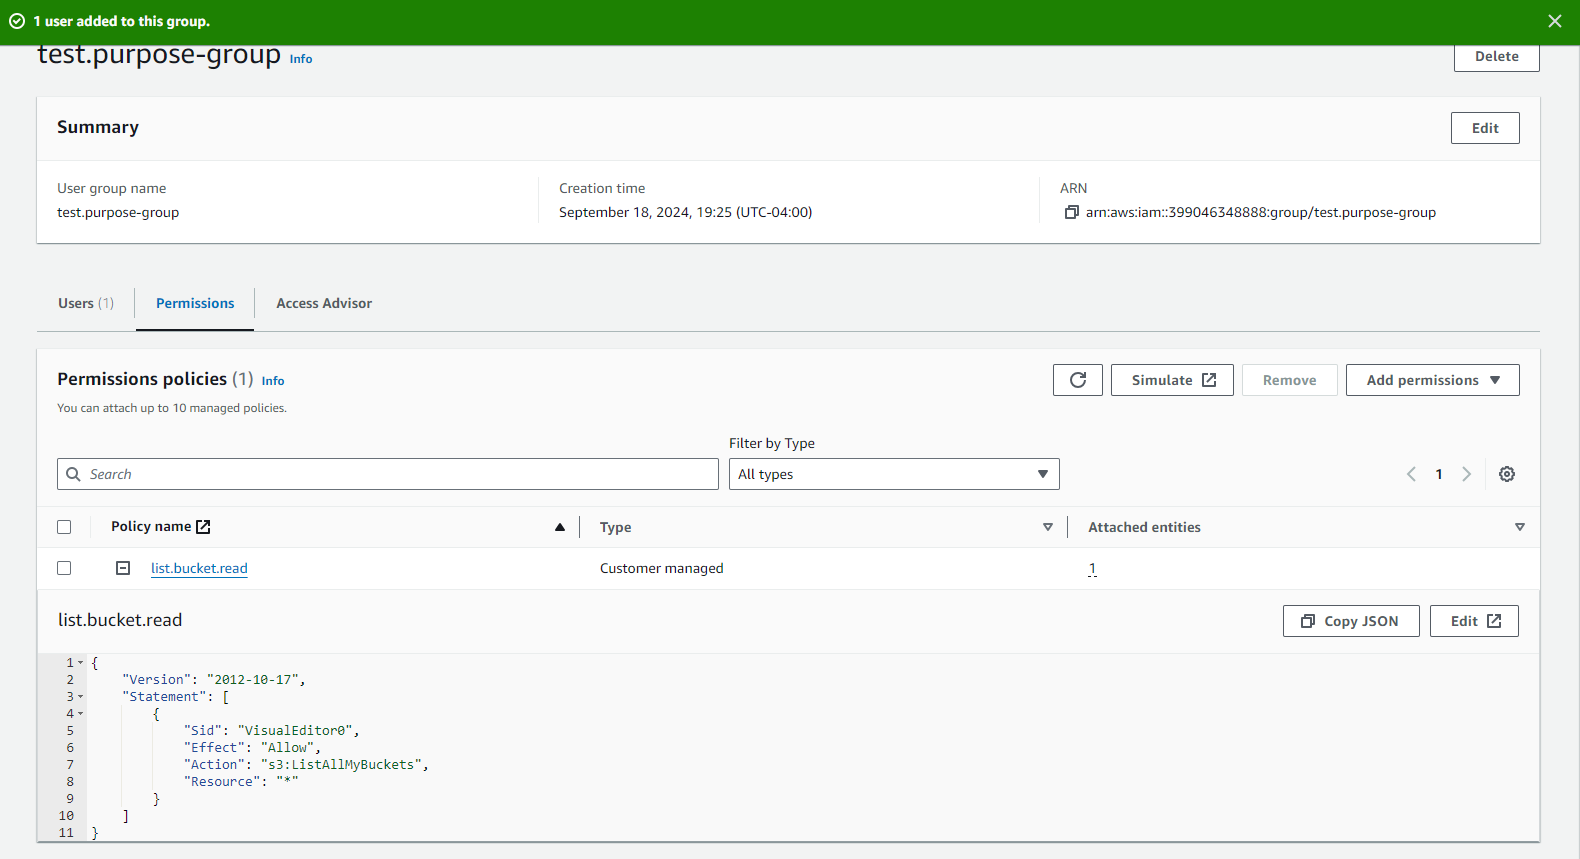 1 user added to this group.
test.purpose-group Info
Delete
Summary
Edit
User group name
test.purpose-group
Creation time
September 18, 2024, 19:25 (UTC-04:00)
ARN
arn:aws:iam::399046348888:group/test.purpose-group
Users (1)
Permissions
Access Advisor
Permissions policies (1) Info
You can attach up to 10 managed policies.
Simulate
Remove
Add permissions
Filter by Type
Search
All types
1
Policy name
Type
Attached entities
list.bucket.read
Customer managed
1
list.bucket.read
Copy JSON
Edit
1 {
2 "Version": "2012-10-17",
3 "Statement": [
4 {
5 "Sid": "VisualEditor0",
6 "Effect": "Allow",
7 "Action": "s3:ListAllMyBuckets",
8 "Resource": "*"
9 }
10 ]
11 }